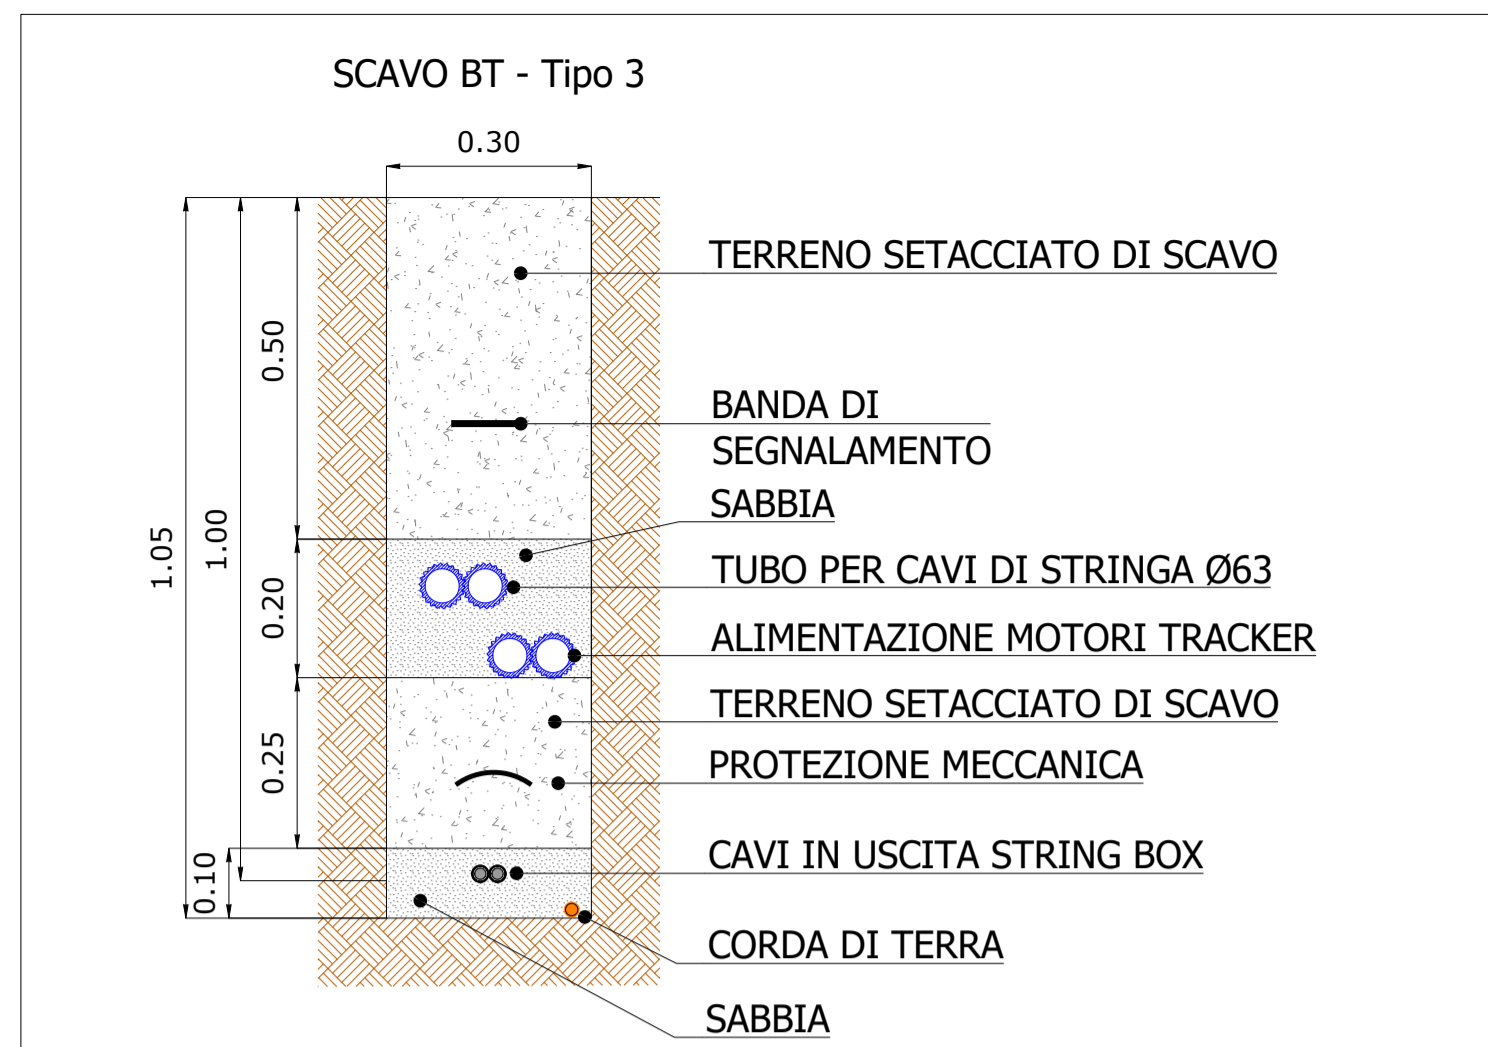 SCAVO BT - Tipo 3
0.30
TERRENO SETACCIATO DI SCAVO
0.50
BANDA DI
SEGNALAMENTO
SABBIA
1.05
1.00
TUBO PER CAVI DI STRINGA Ø63
0.20
ALIMENTAZIONE MOTORI TRACKER
TERRENO SETACCIATO DI SCAVO
0.25
PROTEZIONE MECCANICA
CAVI IN USCITA STRING BOX
0.10
CORDA DI TERRA
SABBIA